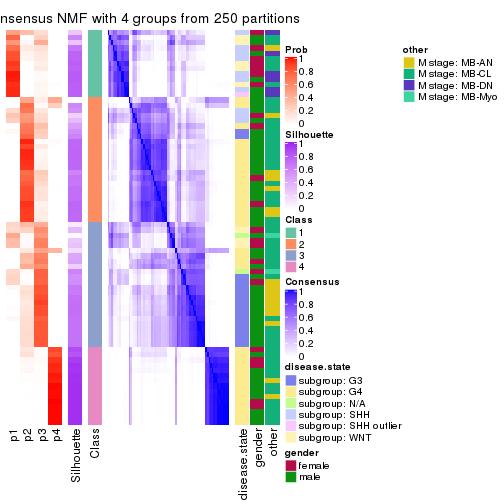 nsensus NMF with 4 groups from 250 partitions
p1
p2
p3
p4
Silhouette
Class
disease.state
gender
other
Prob
1
0.8
0.6
0.4
0.2
0
Silhouette
1
0.8
0.6
0.4
0.2
0
Class
1
2
3
4
Consensus
1
0.8
0.6
0.4
0.2
0
disease.state
subgroup: G3
subgroup: G4
subgroup: N/A
subgroup: SHH
subgroup: SHH outlier
subgroup: WNT
gender
female
male
other
M stage: MB-AN
M stage: MB-CL
M stage: MB-DN
M stage: MB-Myo